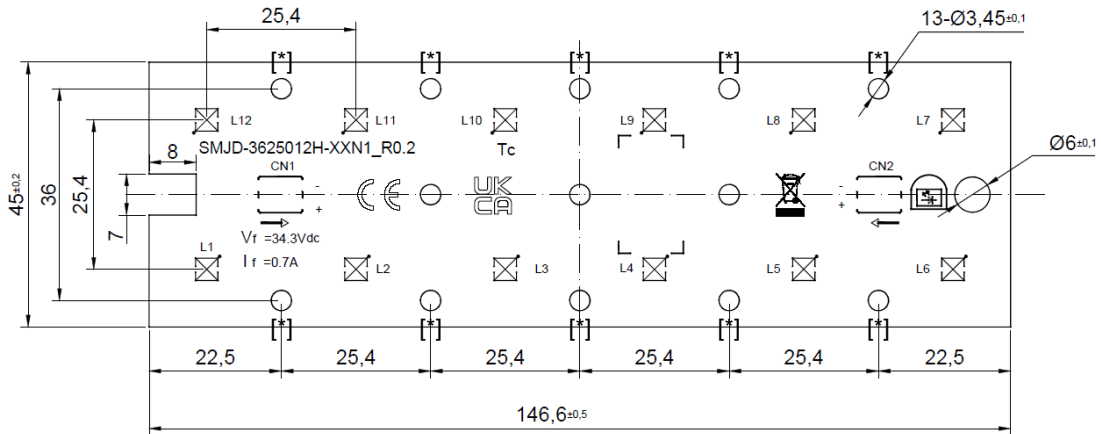 25,4
13-Ø3,45±0,1
[*] [*] [*] [*] [*]
L12 L11 L10 L9 L8 L7
SMJD-3625012H-XXN1_R0.2
Tc
8
CN1
CN2
Ø6±0,1
45±0,2
36
25,4
7
- +
CE
UK
CA
- +
Vf =34.3Vdc
If =0.7A
L1 L2 L3 L4 L5 L6
[*] [*] [*] [*] [*]
22,5 25,4 25,4 25,4 25,4 22,5
146,6±0,5